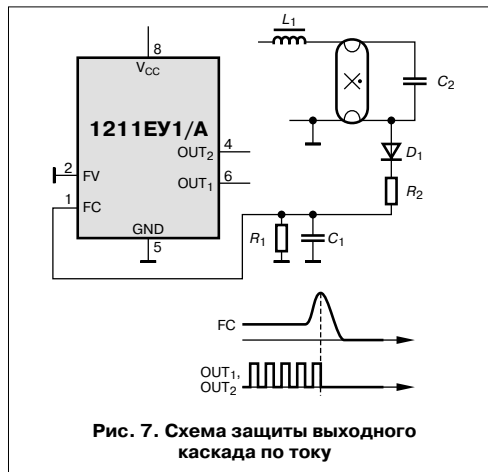 L1
8
VCC
C2
1211ЕУ1/А
4
OUT2
D1
2
FV
6
OUT1
1
FC
R2
GND
5
R1
C1
FC
OUT1,
OUT2
Рис. 7. Схема защиты выходного
каскада по току